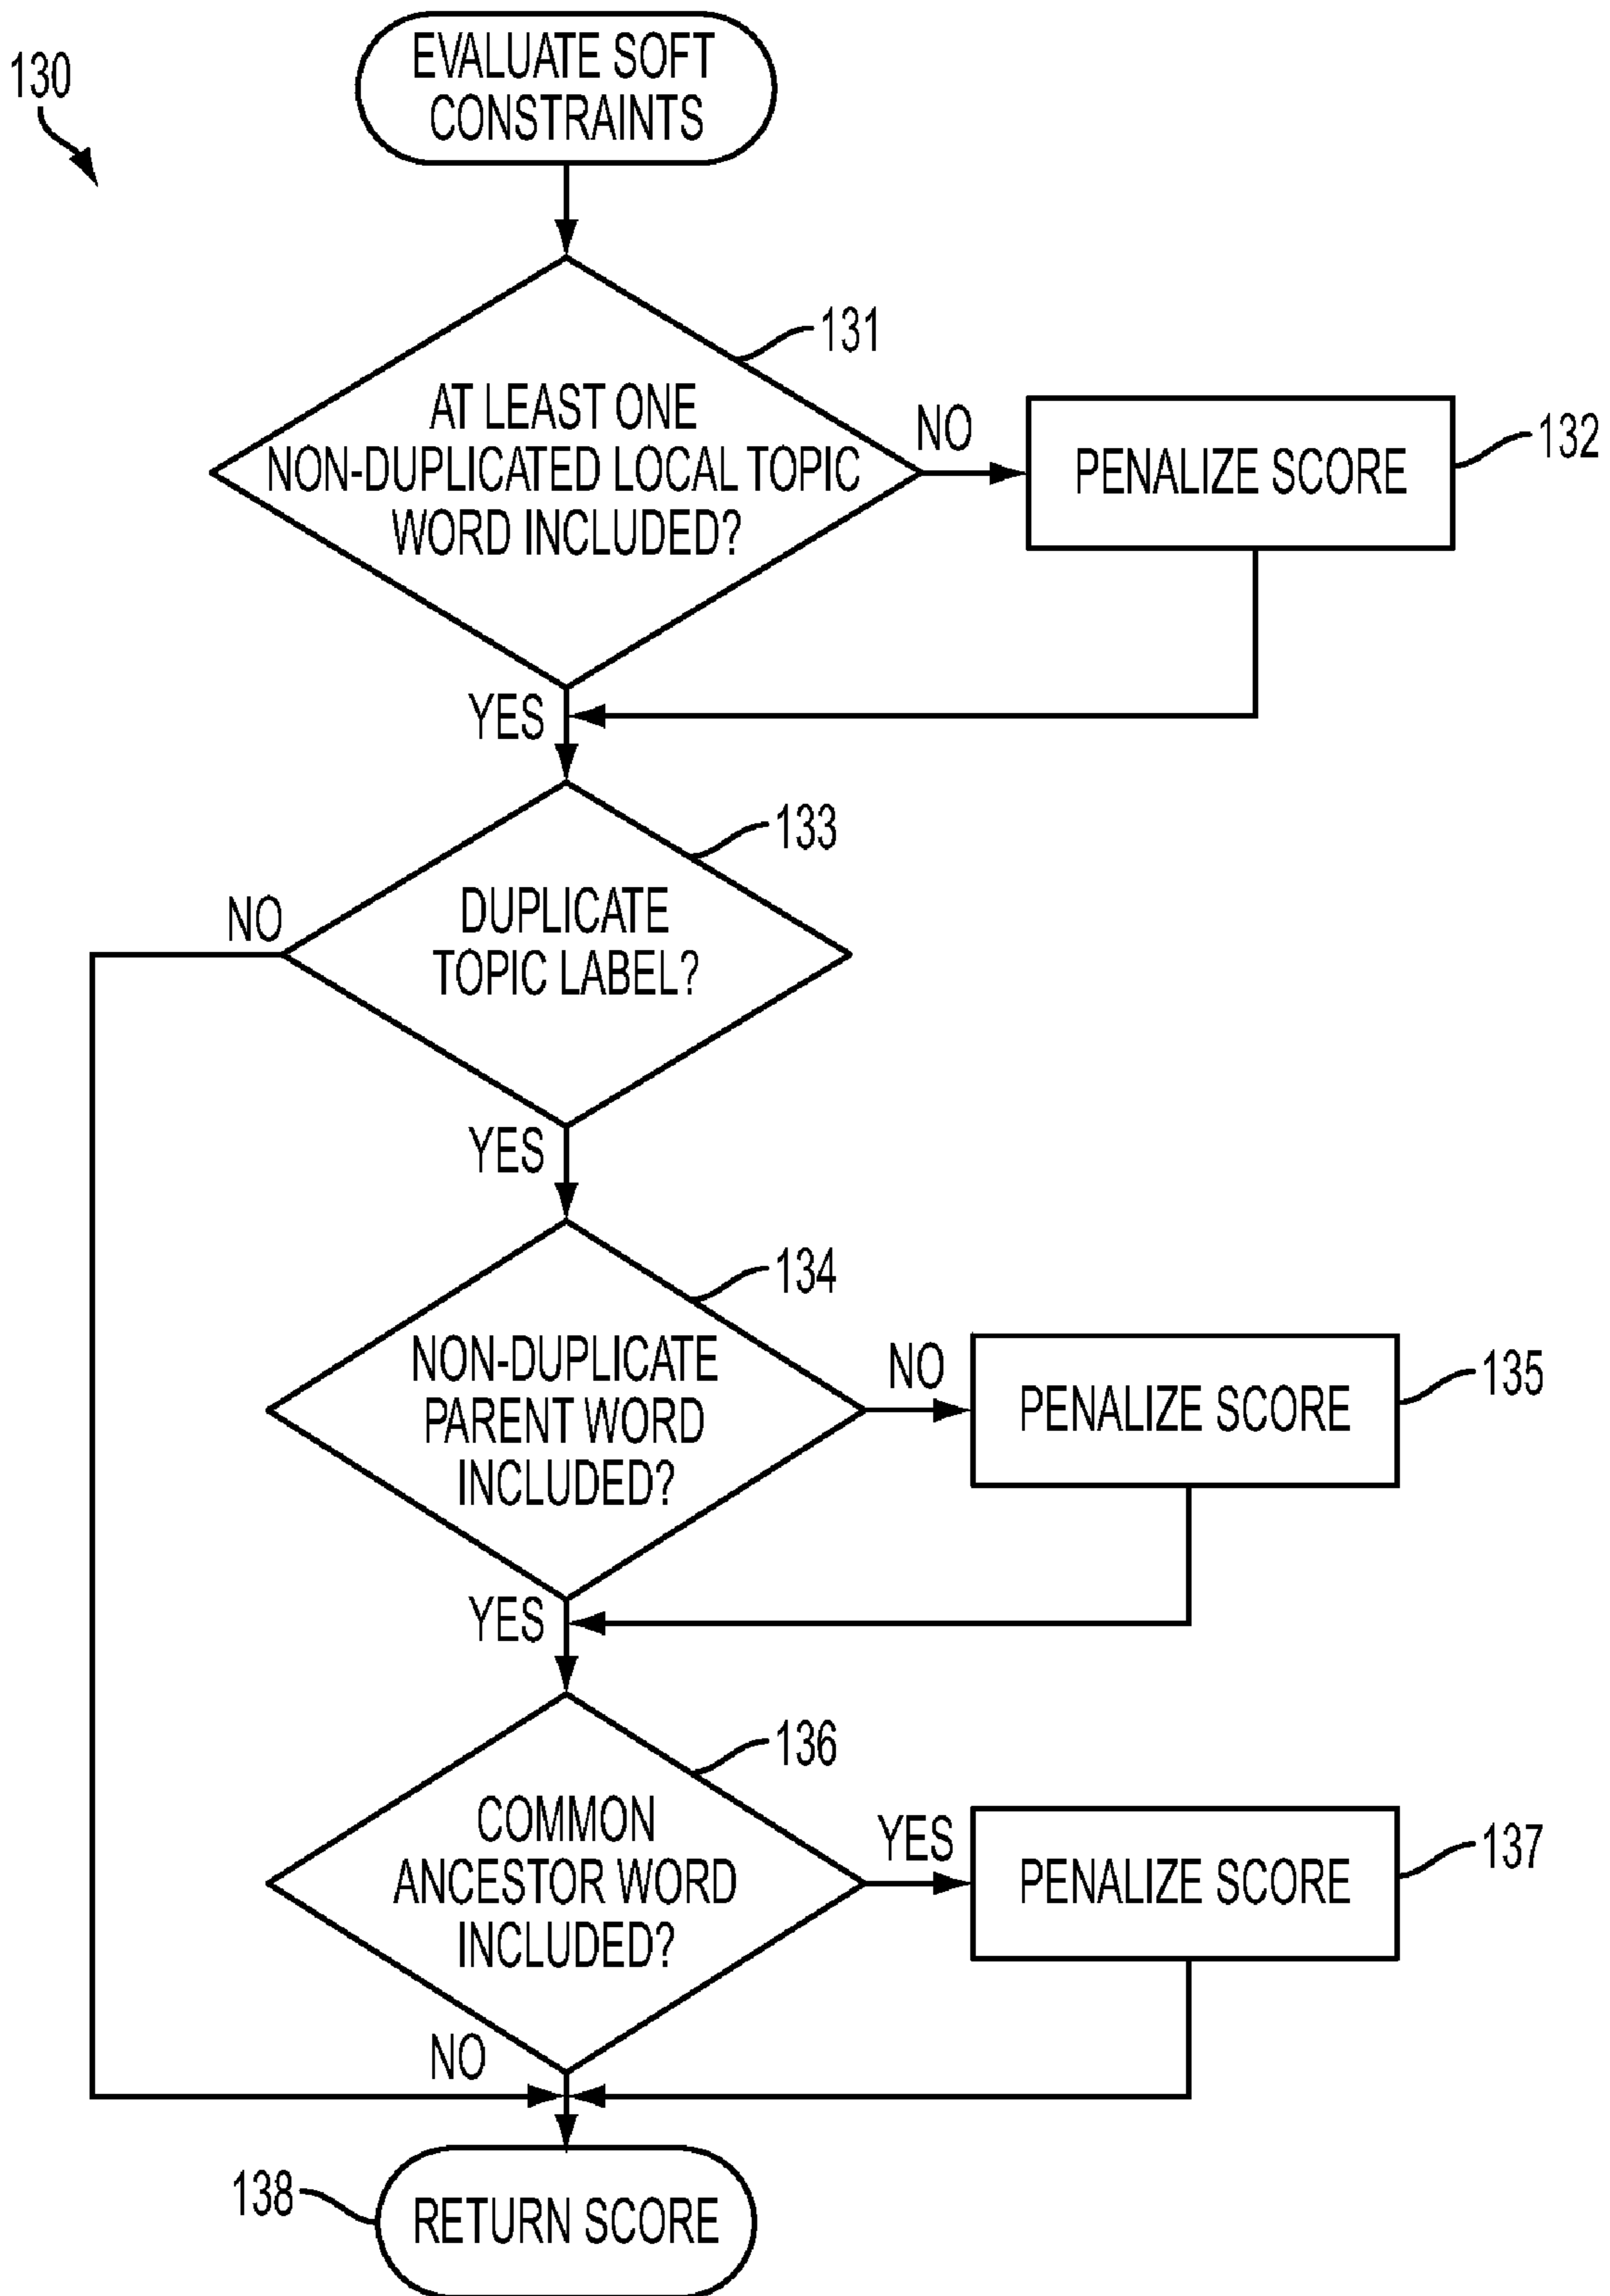 130
EVALUATE SOFT
CONSTRAINTS
131
AT LEAST ONE
NON-DUPLICATED LOCAL TOPIC
WORD INCLUDED?
NO
PENALIZE SCORE
132
YES
133
NO
DUPLICATE
TOPIC LABEL?
YES
134
NON-DUPLICATE
PARENT WORD
INCLUDED?
NO
PENALIZE SCORE
135
YES
136
COMMON
ANCESTOR WORD
INCLUDED?
YES
PENALIZE SCORE
137
NO
138
RETURN SCORE